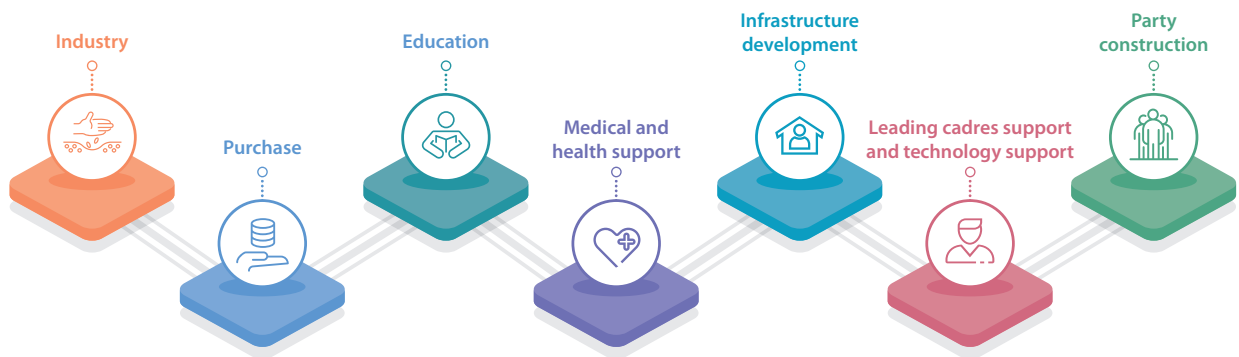 Industry
Purchase
Education
Medical and
health support
Infrastructure
development
Leading cadres support
and technology support
Party
construction